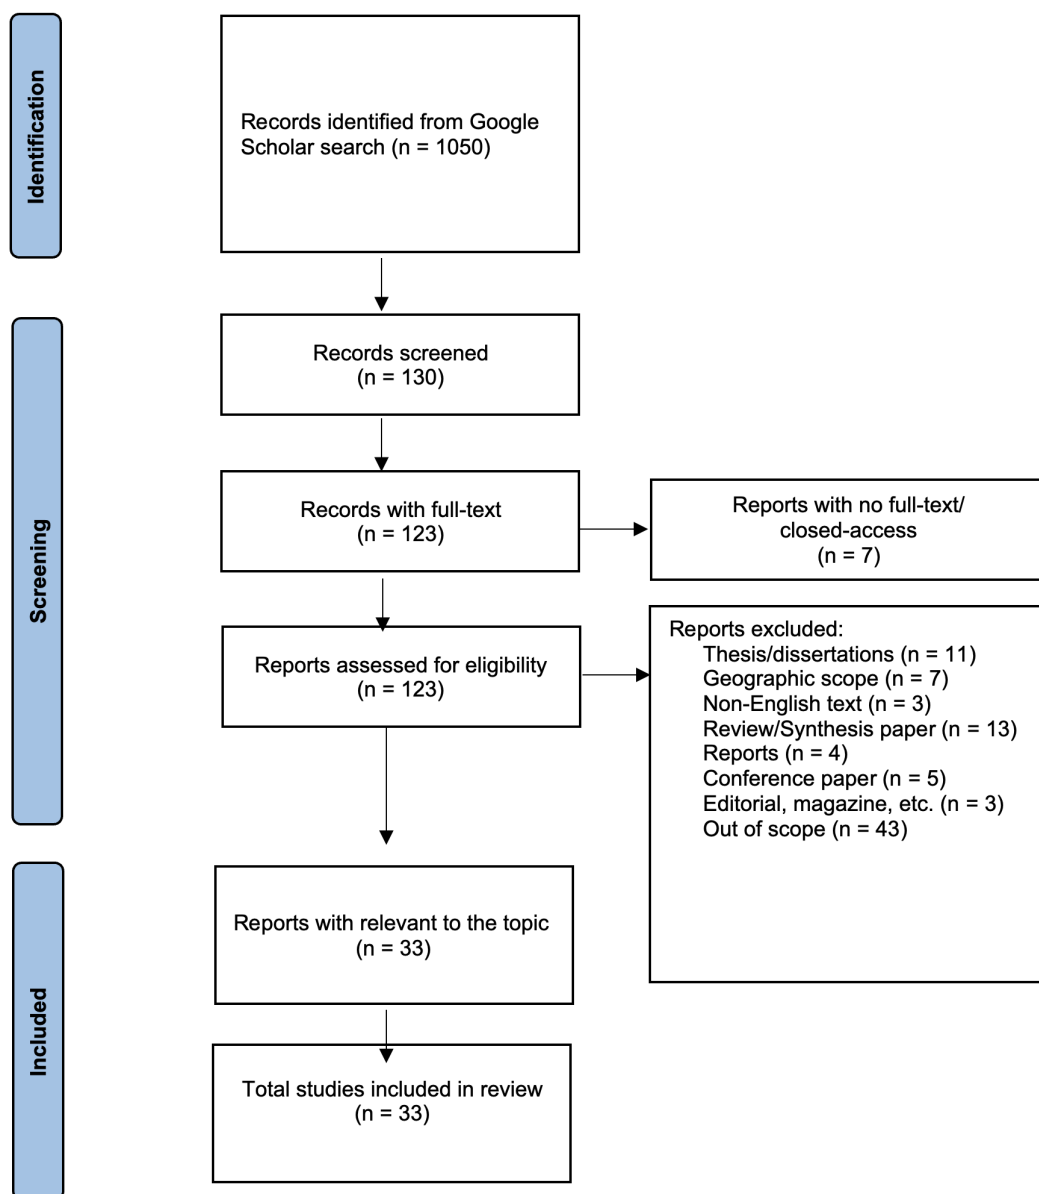 Identification
Records identified from Google
Scholar search (n = 1050)
Screening
Records screened
(n = 130)
Records with full-text
(n = 123)
Reports with no full-text/
closed-access
(n = 7)
Reports assessed for eligibility
(n = 123)
Reports excluded:
Thesis/dissertations (n = 11)
Geographic scope (n = 7)
Non-English text (n = 3)
Review/Synthesis paper (n = 13)
Reports (n = 4)
Conference paper (n = 5)
Editorial, magazine, etc. (n = 3)
Out of scope (n = 43)
Included
Reports with relevant to the topic
(n = 33)
Total studies included in review
(n = 33)